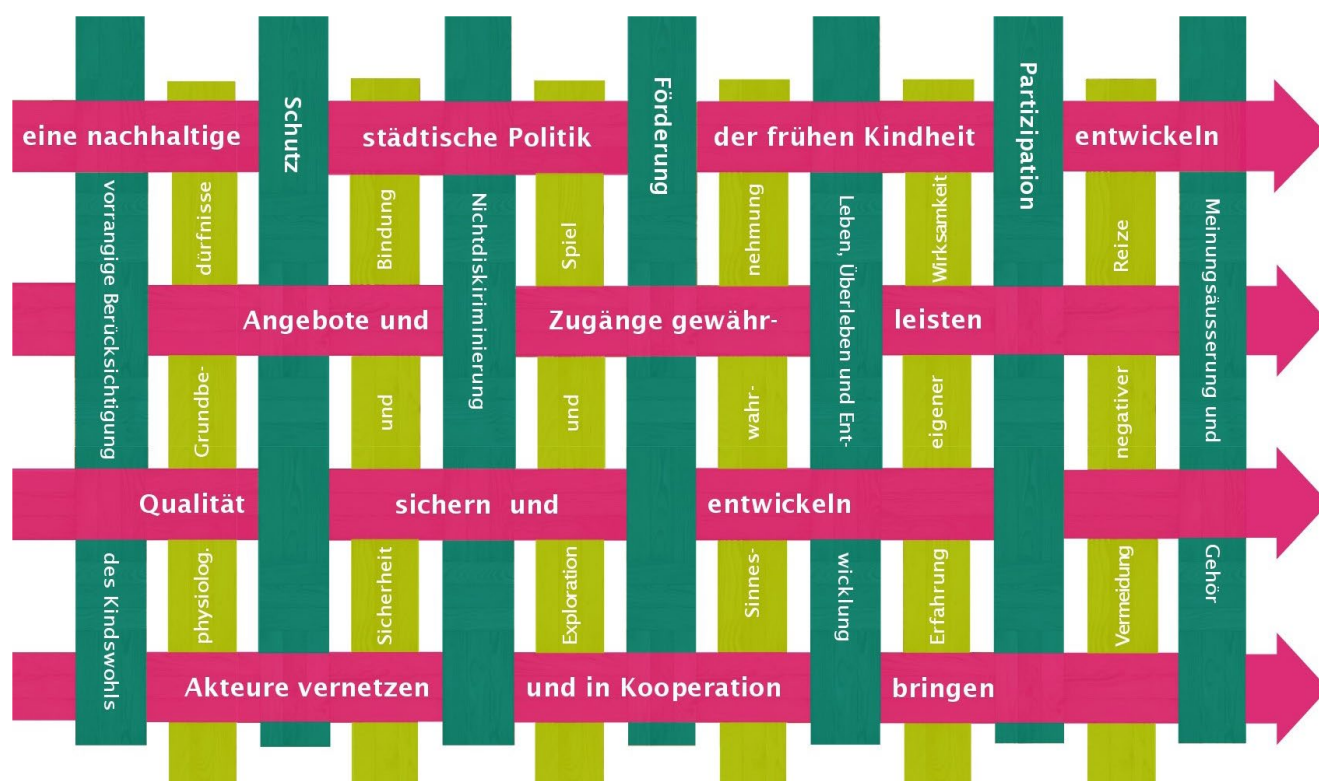 eine nachhaltige städtische Politik der frühen Kindheit entwickeln
Angebote und Zugänge gewähr- leisten
Qualität sichern und entwickeln
Akteure vernetzen und in Kooperation bringen
vorrangige Berücksichtigung des Kindswohls
physiolog. Grundbe- dürfnisse
Schutz
Sicherheit und Bindung
Nichtdiskiriminierung
Exploration und Spiel
Förderung
Sinnes- wahr- nehmung
Leben, Überleben und Ent- wicklung
Erfahrung eigener Wirksamkeit
Partizipation
Vermeidung negativer Reize
Meinungsäusserung und Gehör